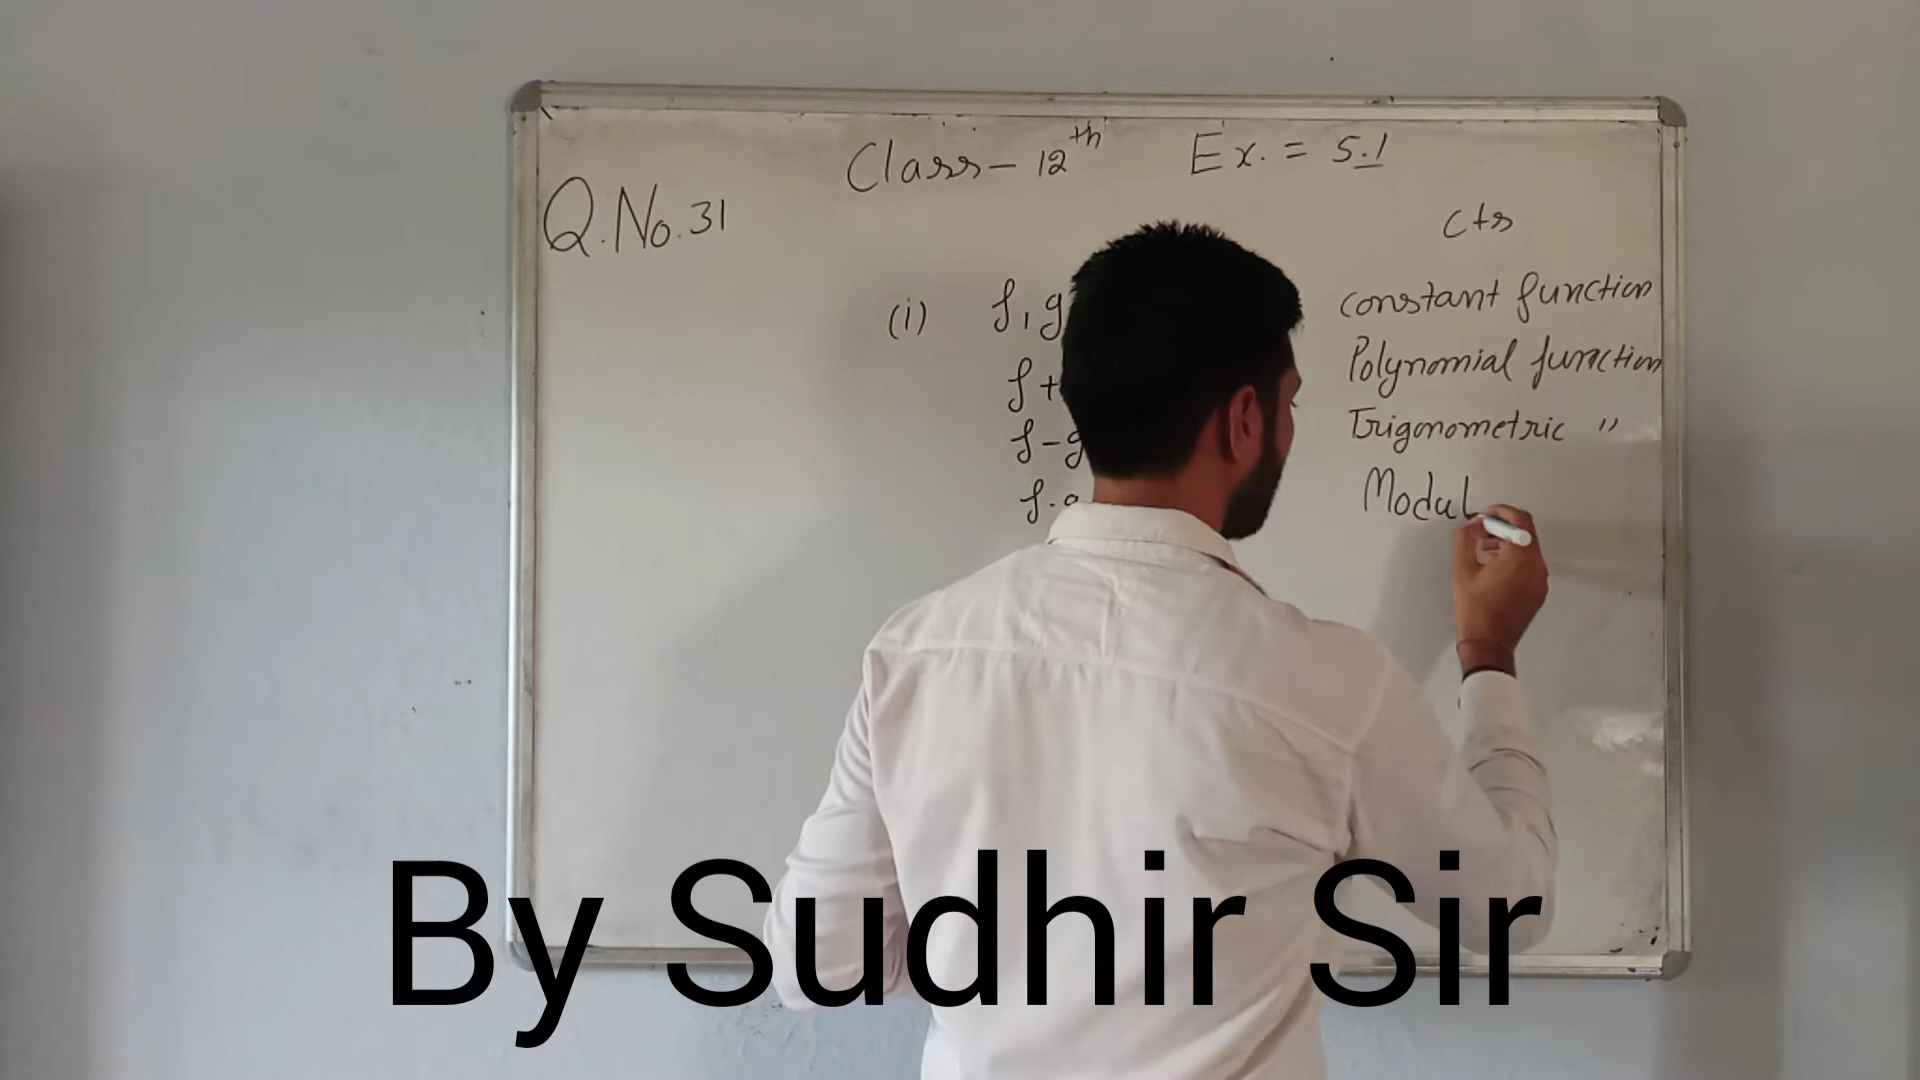 Class - 12th Ex. = 5.1
Q.No.31
cts
(i) f, g
f +
f - g
f . g
constant function
Polynomial function
Trigonometric "
Modul
By Sudhir Sir